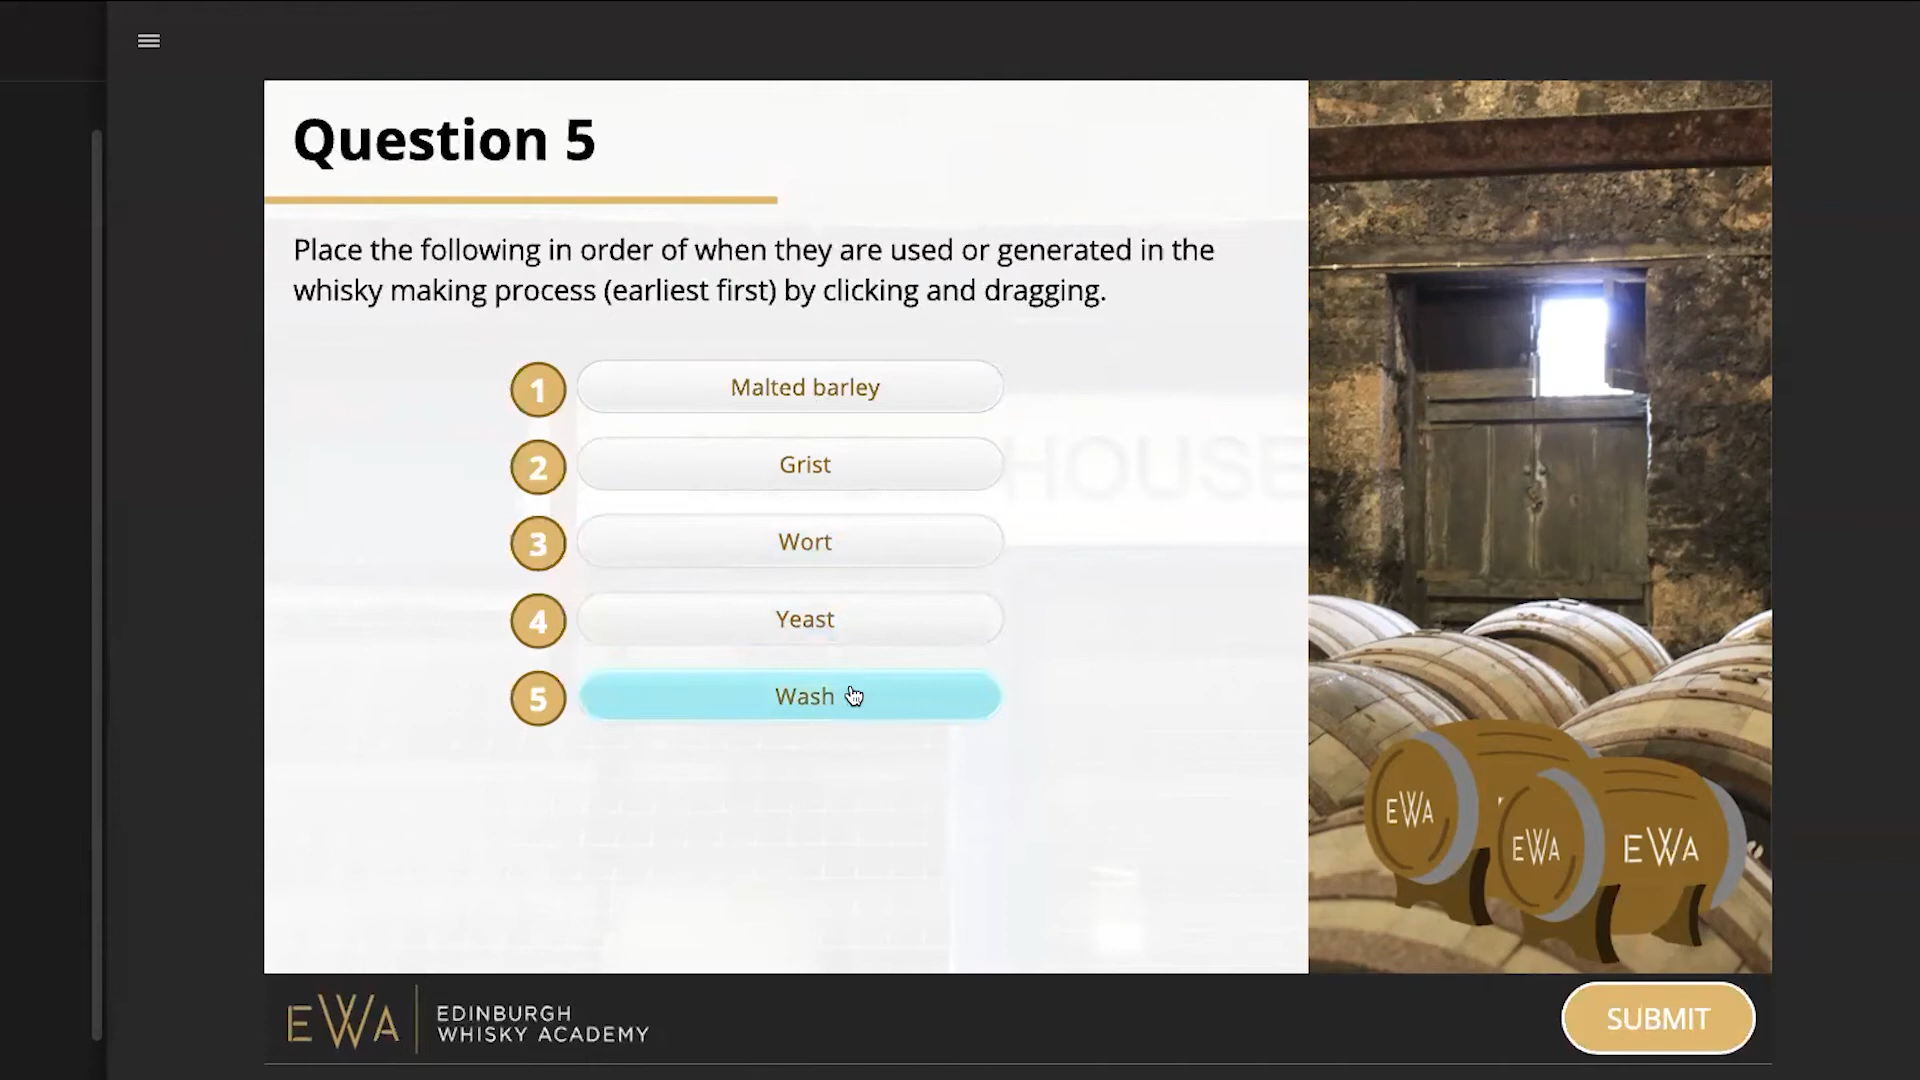 Question 5
Place the following in order of when they are used or generated in the
whisky making process (earliest first) by clicking and dragging.
1 Malted barley
2 Grist
HOUSE
3 Wort
4 Yeast
5 Wash
EWA
EWA
EWA
EWA
EDINBURGH
WHISKY ACADEMY
SUBMIT